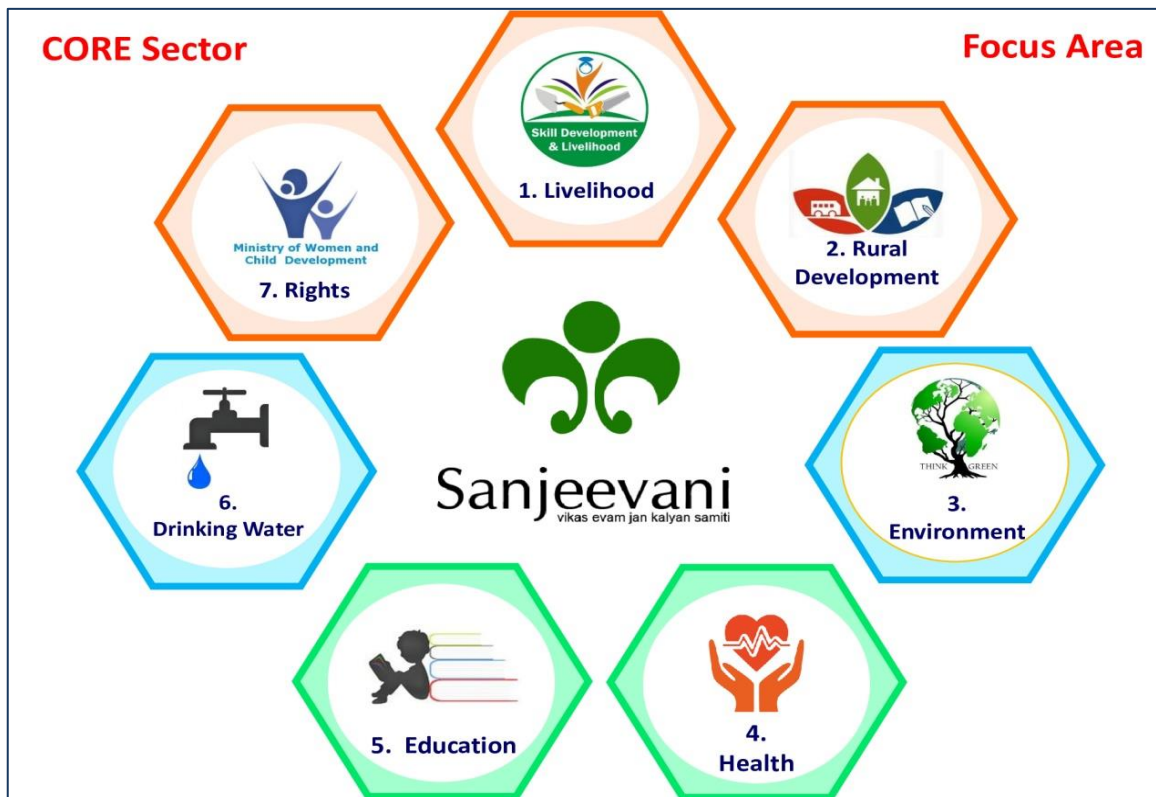 CORE Sector
Focus Area
Skill Development
& Livelihood
1. Livelihood
2. Rural
Development
THINK GREEN
3.
Environment
4.
Health
5. Education
6.
Drinking Water
Ministry of Women and
Child Development
7. Rights
Sanjeevani
vikas evam jan kalyan samiti